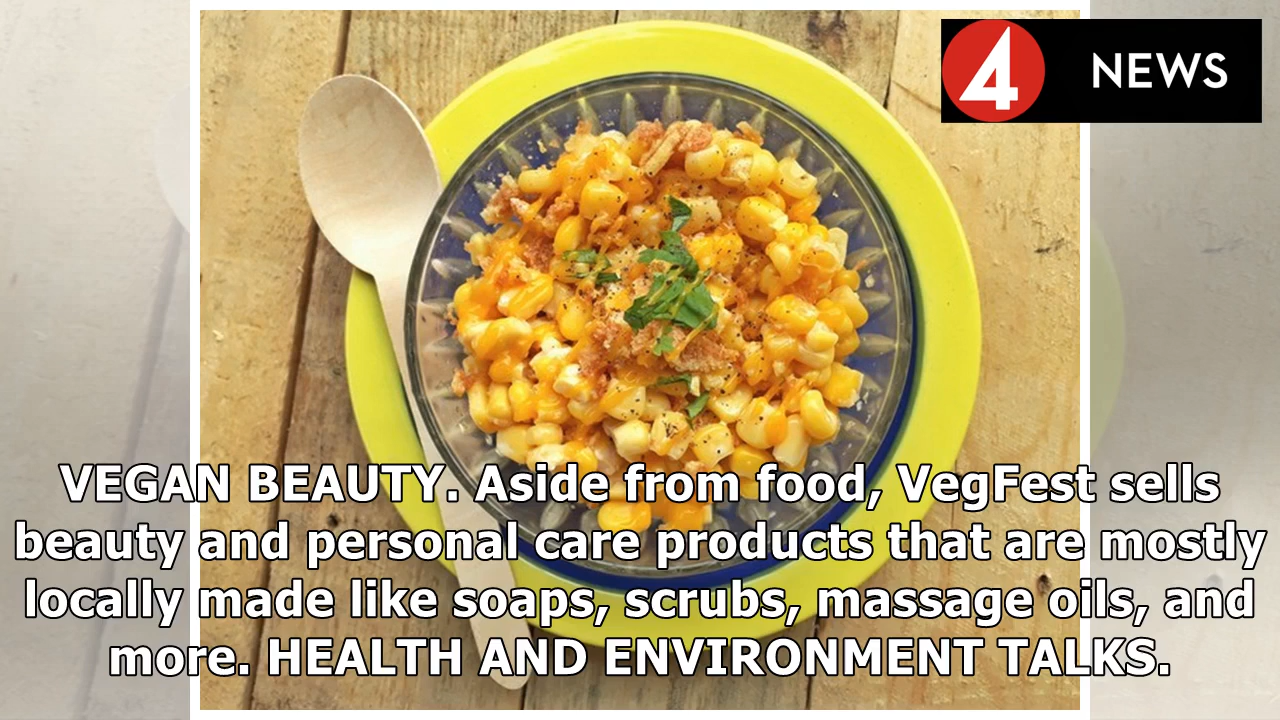 4 NEWS
VEGAN BEAUTY. Aside from food, VegFest sells
beauty and personal care products that are mostly
locally made like soaps, scrubs, massage oils, and
more. HEALTH AND ENVIRONMENT TALKS.